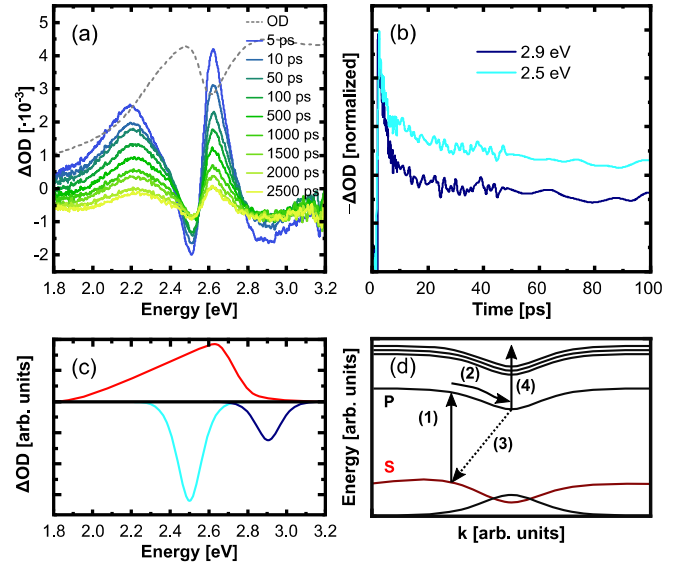 (a)
OD
5 ps
10 ps
50 ps
100 ps
500 ps
1000 ps
1500 ps
2000 ps
2500 ps
ΔOD [·10⁻³]
5
4
3
2
1
0
-1
-2
1.8 2.0 2.2 2.4 2.6 2.8 3.0 3.2
Energy [eV]
(b)
2.9 eV
2.5 eV
−ΔOD [normalized]
0 20 40 60 80 100
Time [ps]
(c)
ΔOD [arb. units]
1.8 2.0 2.2 2.4 2.6 2.8 3.0 3.2
Energy [eV]
(d)
(2)
(4)
P
(1)
(3)
S
Energy [arb. units]
k [arb. units]